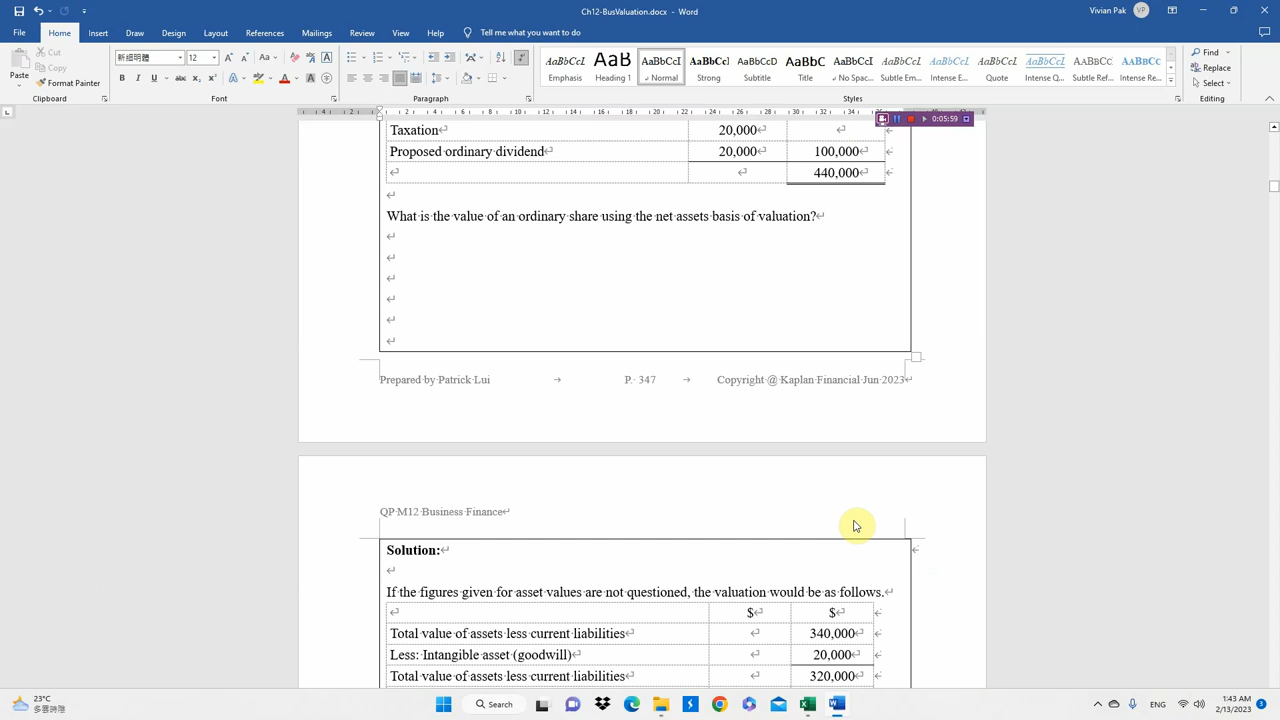 Ch12-BusValuation.docx - Word
Vivian Pak
VP
File Home Insert Draw Design Layout References Mailings Review View Help Tell me what you want to do
Paste
Cut
Copy
Format Painter
新細明體 12
Clipboard
Font
Paragraph
AaBbCcI Emphasis
AaB Heading 1
AaBbCcI Normal
AaBbCc Strong
AaBbCcD Subtitle
AaBbC Title
AaBbCcI No Spac...
AaBbCcI Subtle Em...
AaBbCcI Intense E...
AaBbCcI Quote
AaBbCcI Intense Q...
AaBbCc Subtle Ref...
AaBbCc Intense Re...
Styles
Find
Replace
Select
Editing
0:05:59
Taxation 20,000
Proposed ordinary dividend 20,000 100,000
440,000
What is the value of an ordinary share using the net assets basis of valuation?
Prepared by Patrick Lui P. 347 Copyright @ Kaplan Financial Jun 2023
QP M12 Business Finance
Solution:
If the figures given for asset values are not questioned, the valuation would be as follows.
$ $
Total value of assets less current liabilities 340,000
Less: Intangible asset (goodwill) 20,000
Total value of assets less current liabilities 320,000
23°C
多雲時晴
Search
ENG
1:43 AM
2/13/2023